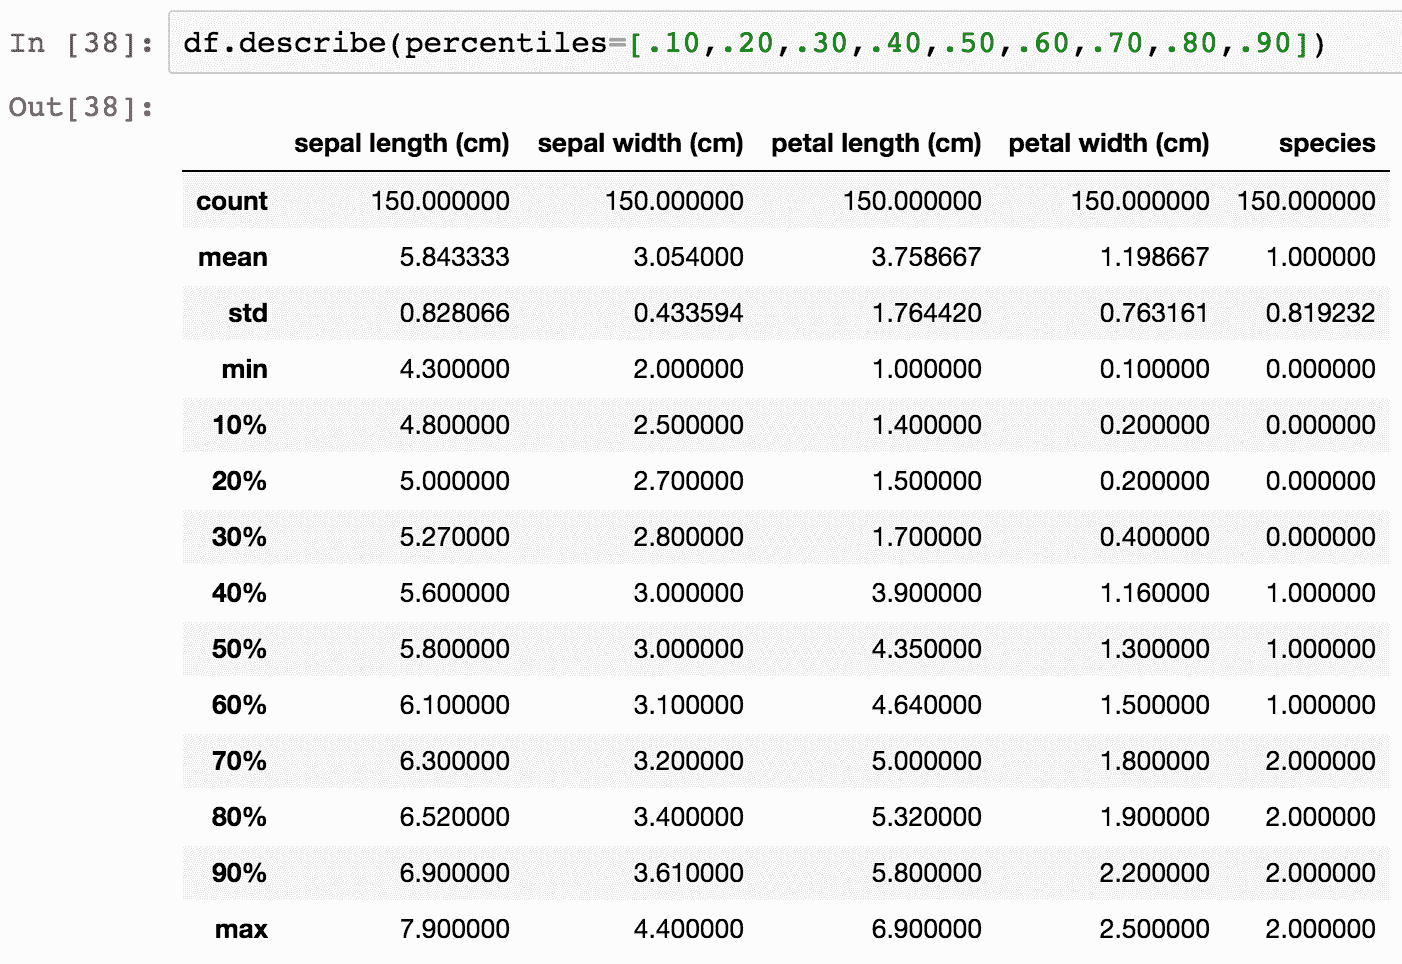 In [38]: df.describe(percentiles=[.10,.20,.30,.40,.50,.60,.70,.80,.90])
Out[38]:
sepal length (cm) sepal width (cm) petal length (cm) petal width (cm) species
count 150.000000 150.000000 150.000000 150.000000 150.000000
mean 5.843333 3.054000 3.758667 1.198667 1.000000
std 0.828066 0.433594 1.764420 0.763161 0.819232
min 4.300000 2.000000 1.000000 0.100000 0.000000
10% 4.800000 2.500000 1.400000 0.200000 0.000000
20% 5.000000 2.700000 1.500000 0.200000 0.000000
30% 5.270000 2.800000 1.700000 0.400000 0.000000
40% 5.600000 3.000000 3.900000 1.160000 1.000000
50% 5.800000 3.000000 4.350000 1.300000 1.000000
60% 6.100000 3.100000 4.640000 1.500000 1.000000
70% 6.300000 3.200000 5.000000 1.800000 2.000000
80% 6.520000 3.400000 5.320000 1.900000 2.000000
90% 6.900000 3.610000 5.800000 2.200000 2.000000
max 7.900000 4.400000 6.900000 2.500000 2.000000